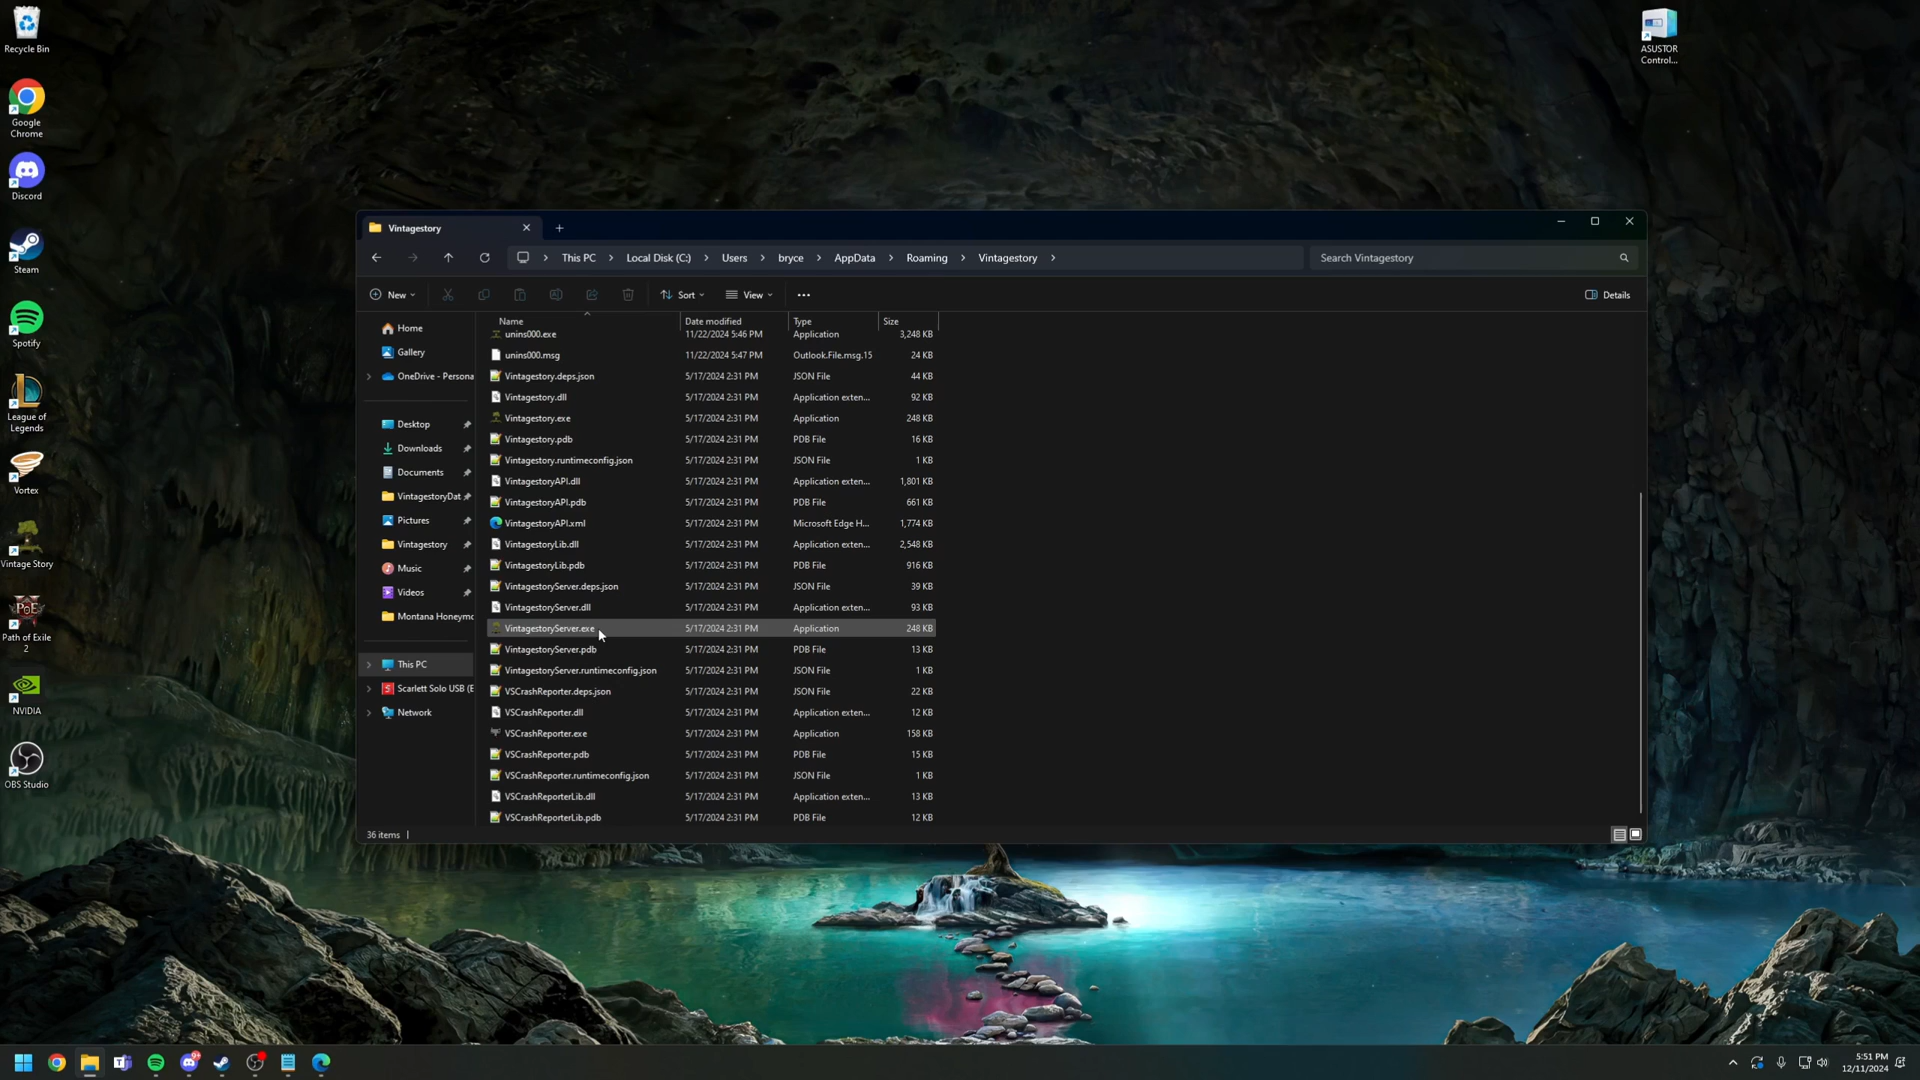 Recycle Bin
Google
Chrome
Discord
Steam
Spotify
League of
Legends
Vortex
Vintage Story
Path of Exile
2
NVIDIA
OBS Studio
ASUSTOR
Control...
Vintagestory
This PC
Local Disk (C:)
Users
bryce
AppData
Roaming
Vintagestory
Search Vintagestory
New
Sort
View
Details
Home
Gallery
OneDrive - Persona
Desktop
Downloads
Documents
VintagestoryDat
Pictures
Vintagestory
Music
Videos
Montana Honeymo
This PC
Scarlett Solo USB (E
Network
Name Date modified Type Size
unins000.exe 11/22/2024 5:46 PM Application 3,248 KB
unins000.msg 11/22/2024 5:47 PM Outlook.File.msg.15 24 KB
Vintagestory.deps.json 5/17/2024 2:31 PM JSON File 44 KB
Vintagestory.dll 5/17/2024 2:31 PM Application exten... 92 KB
Vintagestory.exe 5/17/2024 2:31 PM Application 248 KB
Vintagestory.pdb 5/17/2024 2:31 PM PDB File 16 KB
Vintagestory.runtimeconfig.json 5/17/2024 2:31 PM JSON File 1 KB
VintagestoryAPI.dll 5/17/2024 2:31 PM Application exten... 1,801 KB
VintagestoryAPI.pdb 5/17/2024 2:31 PM PDB File 661 KB
VintagestoryAPI.xml 5/17/2024 2:31 PM Microsoft Edge H... 1,774 KB
VintagestoryLib.dll 5/17/2024 2:31 PM Application exten... 2,548 KB
VintagestoryLib.pdb 5/17/2024 2:31 PM PDB File 916 KB
VintagestoryServer.deps.json 5/17/2024 2:31 PM JSON File 39 KB
VintagestoryServer.dll 5/17/2024 2:31 PM Application exten... 93 KB
VintagestoryServer.exe 5/17/2024 2:31 PM Application 248 KB
VintagestoryServer.pdb 5/17/2024 2:31 PM PDB File 13 KB
VintagestoryServer.runtimeconfig.json 5/17/2024 2:31 PM JSON File 1 KB
VSCrashReporter.deps.json 5/17/2024 2:31 PM JSON File 22 KB
VSCrashReporter.dll 5/17/2024 2:31 PM Application exten... 12 KB
VSCrashReporter.exe 5/17/2024 2:31 PM Application 158 KB
VSCrashReporter.pdb 5/17/2024 2:31 PM PDB File 15 KB
VSCrashReporter.runtimeconfig.json 5/17/2024 2:31 PM JSON File 1 KB
VSCrashReporterLib.dll 5/17/2024 2:31 PM Application exten... 13 KB
VSCrashReporterLib.pdb 5/17/2024 2:31 PM PDB File 12 KB
36 items
5:51 PM
12/11/2024